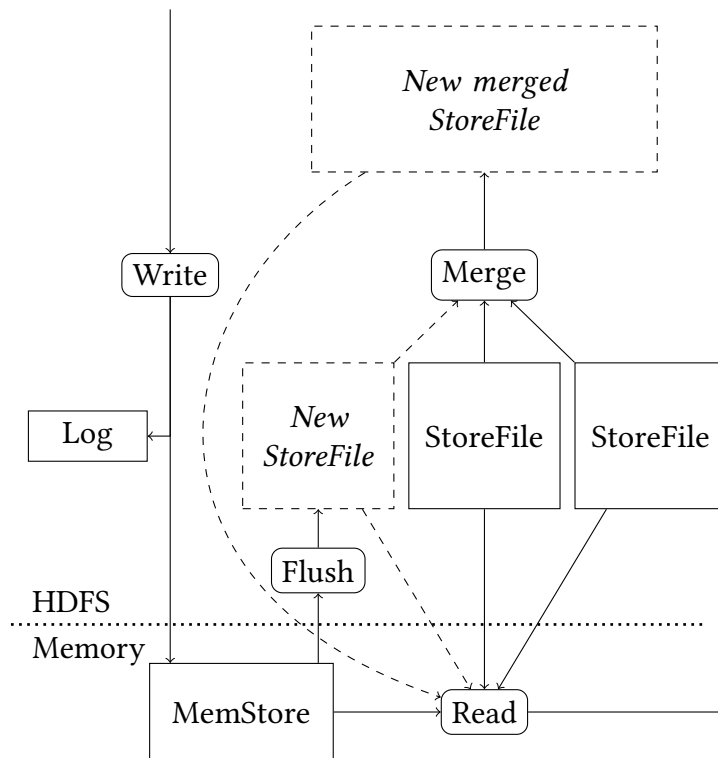 New merged
StoreFile
Write
Merge
Log
New
StoreFile
StoreFile
StoreFile
Flush
HDFS
Memory
MemStore
Read